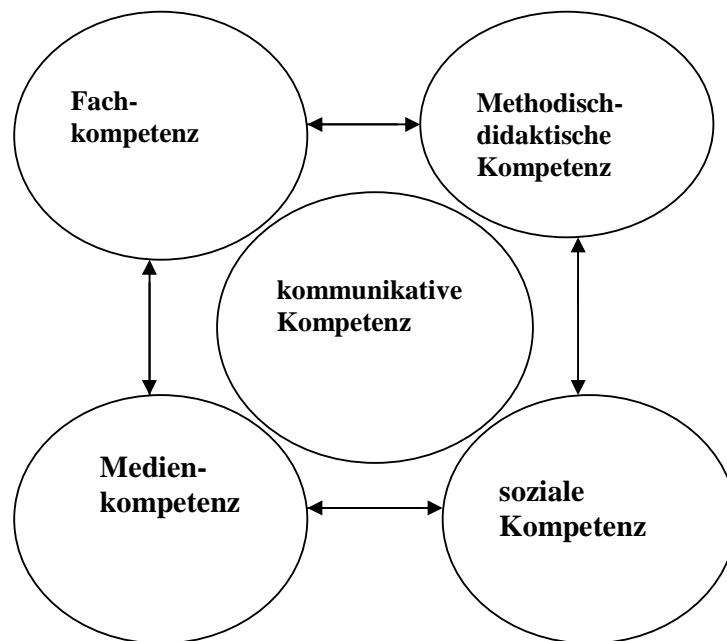 Fach-
kompetenz
Methodisch-
didaktische
Kompetenz
kommunikative
Kompetenz
Medien-
kompetenz
soziale
Kompetenz